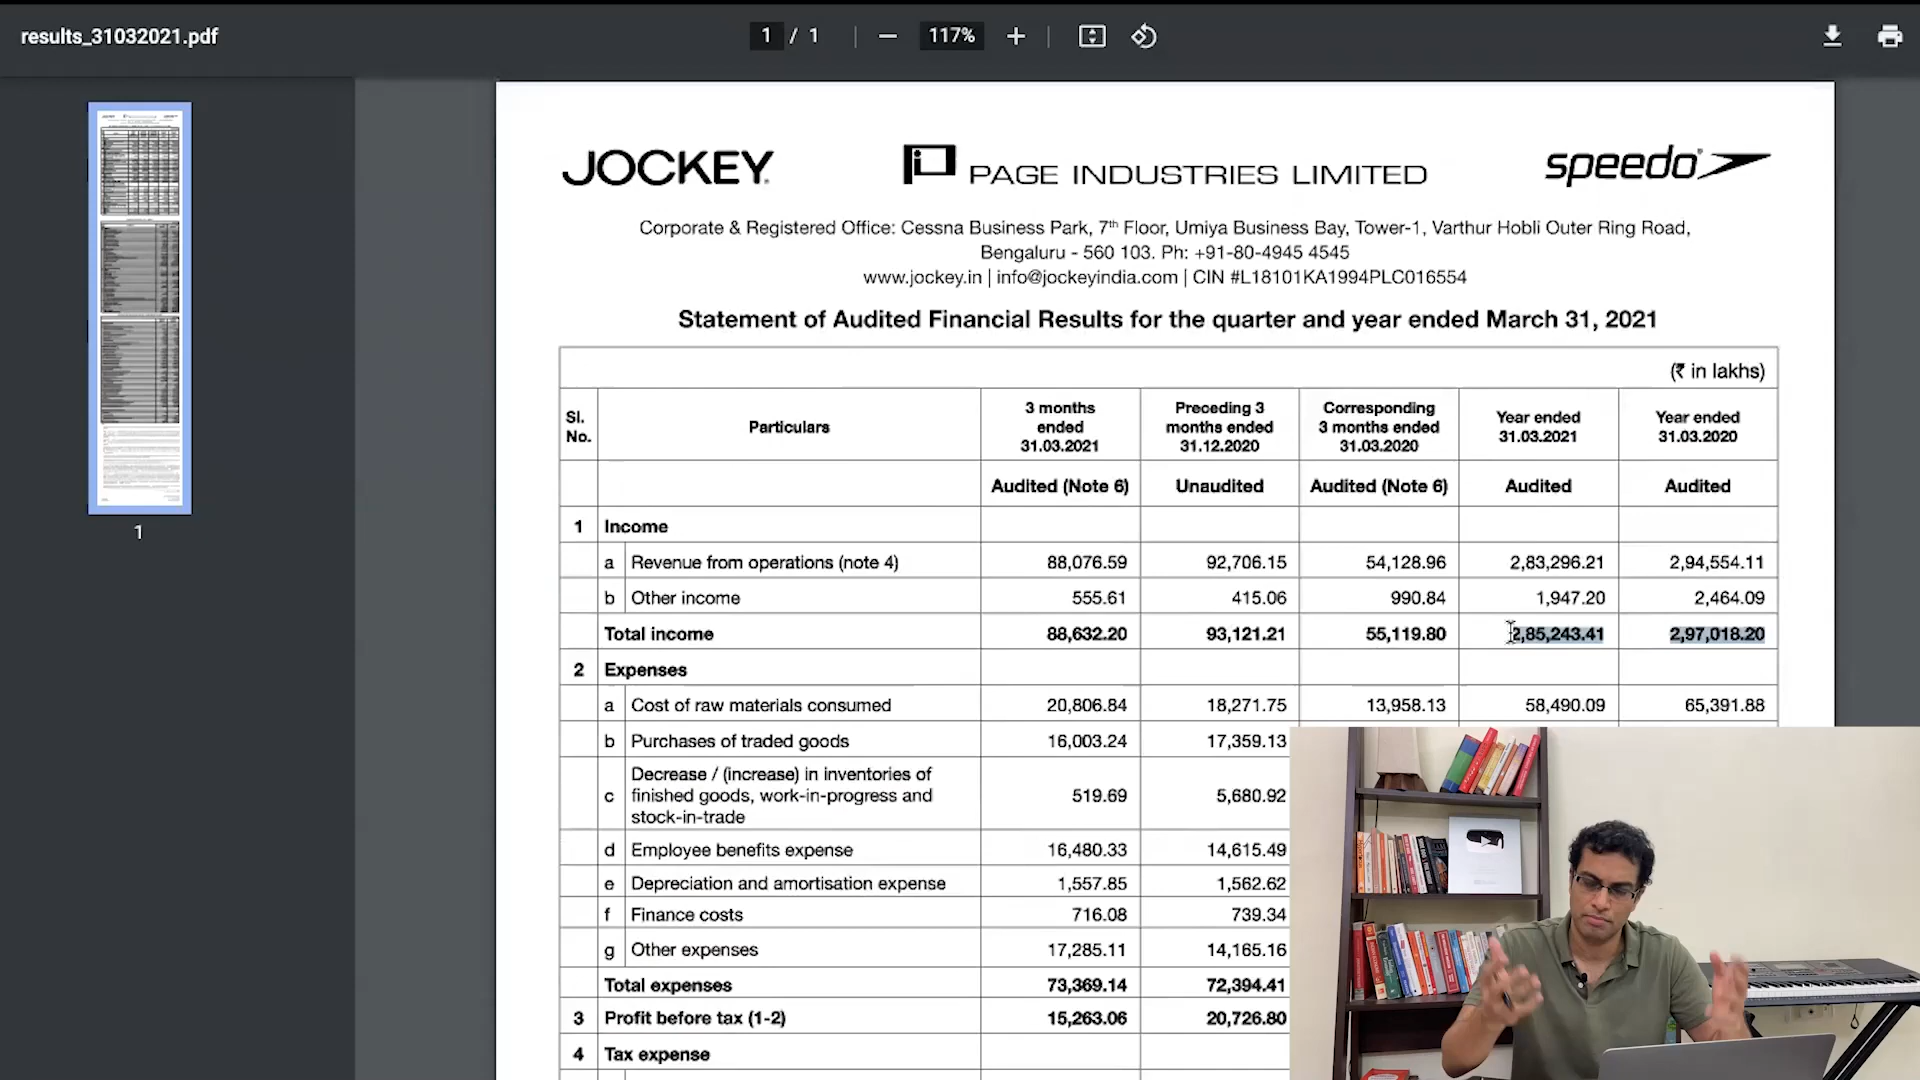 results_31032021.pdf
1 / 1
117%
1
JOCKEY
PAGE INDUSTRIES LIMITED
speedo
Corporate & Registered Office: Cessna Business Park, 7th Floor, Umiya Business Bay, Tower-1, Varthur Hobli Outer Ring Road,
Bengaluru - 560 103. Ph: +91-80-4945 4545
www.jockey.in | info@jockeyindia.com | CIN #L18101KA1994PLC016554
Statement of Audited Financial Results for the quarter and year ended March 31, 2021
(₹ in lakhs)
Sl. No. Particulars 3 months ended 31.03.2021 Preceding 3 months ended 31.12.2020 Corresponding 3 months ended 31.03.2020 Year ended 31.03.2021 Year ended 31.03.2020
Audited (Note 6) Unaudited Audited (Note 6) Audited Audited
1 Income
a Revenue from operations (note 4) 88,076.59 92,706.15 54,128.96 2,83,296.21 2,94,554.11
b Other income 555.61 415.06 990.84 1,947.20 2,464.09
Total income 88,632.20 93,121.21 55,119.80 2,85,243.41 2,97,018.20
2 Expenses
a Cost of raw materials consumed 20,806.84 18,271.75 13,958.13 58,490.09 65,391.88
b Purchases of traded goods 16,003.24 17,359.13
c Decrease / (increase) in inventories of finished goods, work-in-progress and stock-in-trade 519.69 5,680.92
d Employee benefits expense 16,480.33 14,615.49
e Depreciation and amortisation expense 1,557.85 1,562.62
f Finance costs 716.08 739.34
g Other expenses 17,285.11 14,165.16
Total expenses 73,369.14 72,394.41
3 Profit before tax (1-2) 15,263.06 20,726.80
4 Tax expense